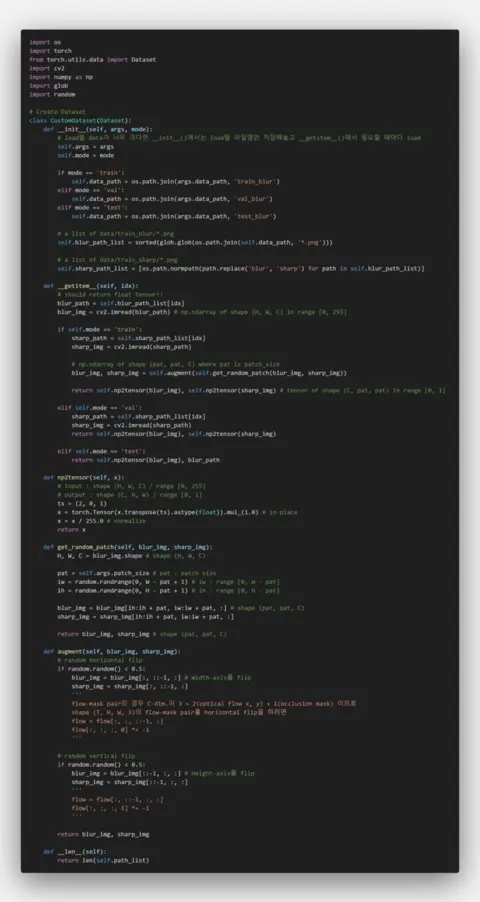 import os
import torch
from torch.utils.data import Dataset
import cv2
import numpy as np
import glob
import random
# Create Dataset
class CustomDataset(Dataset):
def __init__(self, args, mode):
# load할 data가 너무 크다면 __init__()에서는 load할 파일명만 저장해놓고 __getitem__()에서 필요할 때마다 load
self.args = args
self.mode = mode
if mode == 'train':
self.data_path = os.path.join(args.data_path, 'train_blur')
elif mode == 'val':
self.data_path = os.path.join(args.data_path, 'val_blur')
elif mode == 'test':
self.data_path = os.path.join(args.data_path, 'test_blur')
# a list of data/train_blur/*.png
self.blur_path_list = sorted(glob.glob(os.path.join(self.data_path, '*.png')))
# a list of data/train_sharp/*.png
self.sharp_path_list = [os.path.normpath(path.replace('blur', 'sharp') for path in self.blur_path_list)]
def __getitem__(self, idx):
# should return float tensor!!
blur_path = self.blur_path_list[idx]
blur_img = cv2.imread(blur_path) # np.ndarray of shape (H, W, C) in range [0, 255]
if self.mode == 'train':
sharp_path = self.sharp_path_list[idx]
sharp_img = cv2.imread(sharp_path)
# np.ndarray of shape (pat, pat, C) where pat is patch_size
blur_img, sharp_img = self.augment(self.get_random_patch(blur_img, sharp_img))
return self.np2tensor(blur_img), self.np2tensor(sharp_img) # tensor of shape (C, pat, pat) in range [0, 1]
elif self.mode == 'val':
sharp_path = self.sharp_path_list[idx]
sharp_img = cv2.imread(sharp_path)
return self.np2tensor(blur_img), self.np2tensor(sharp_img)
elif self.mode == 'test':
return self.np2tensor(blur_img), blur_path
def np2tensor(self, x):
# input : shape (H, W, C) / range [0, 255]
# output : shape (C, H, W) / range [0, 1]
ts = (2, 0, 1)
x = torch.Tensor(x.transpose(ts).astype(float)).mul_(1.0) # in-place
x = x / 255.0 # normalize
return x
def get_random_patch(self, blur_img, sharp_img):
H, W, C = blur_img.shape # shape (H, W, C)
pat = self.args.patch_size # pat : patch size
iw = random.randrange(0, W - pat + 1) # iw : range [0, W - pat]
ih = random.randrange(0, H - pat + 1) # ih : range [0, H - pat]
blur_img = blur_img[ih:ih + pat, iw:iw + pat, :] # shape (pat, pat, C)
sharp_img = sharp_img[ih:ih + pat, iw:iw + pat, :]
return blur_img, sharp_img # shape (pat, pat, C)
def augment(self, blur_img, sharp_img):
# random horizontal flip
if random.random() < 0.5:
blur_img = blur_img[:, ::-1, :] # Width-axis를 flip
sharp_img = sharp_img[:, ::-1, :]
'''
flow-mask pair의 경우 C-dim.이 3 = 2(optical flow x, y) + 1(occlusion mask) 이므로
shape (T, H, W, 3)의 flow-mask pair를 horizontal flip을 하려면
flow = flow[:, :, ::-1, :]
flow[:, :, :, 0] *= -1
'''
# random vertical flip
if random.random() < 0.5:
blur_img = blur_img[::-1, :, :] # Height-axis를 flip
sharp_img = sharp_img[::-1, :, :]
'''
flow = flow[:, ::-1, :, :]
flow[:, :, :, 1] *= -1
'''
return blur_img, sharp_img
def __len__(self):
return len(self.path_list)